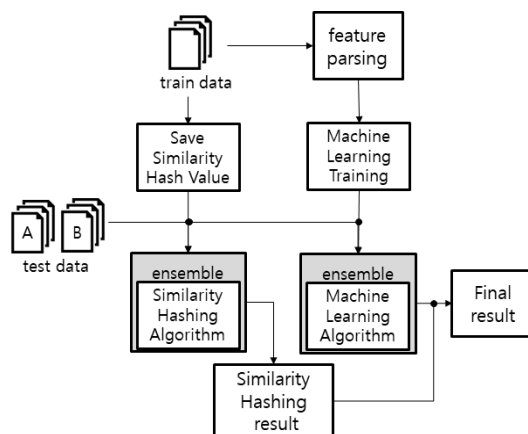 train data
feature
parsing
Save
Similarity
Hash Value
Machine
Learning
Training
A
B
test data
ensemble
Similarity
Hashing
Algorithm
ensemble
Machine
Learning
Algorithm
Final
result
Similarity
Hashing
result